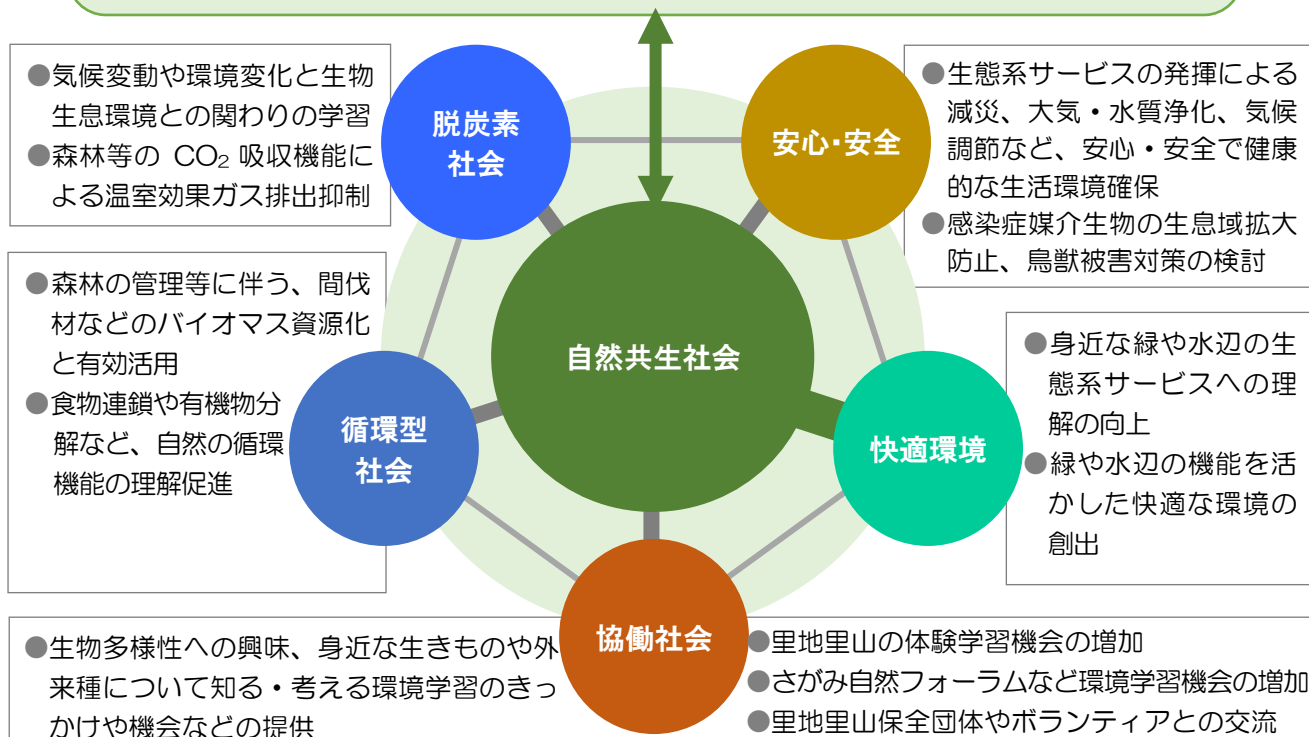 ●気候変動や環境変化と生物
生息環境との関わりの学習
●森林等の CO₂ 吸収機能に
よる温室効果ガス排出抑制
脱炭素
社会
安心・安全
●生態系サービスの発揮による
減災、大気・水質浄化、気候
調節など、安心・安全で健康
的な生活環境確保
●感染症媒介生物の生息域拡大
防止、鳥獣被害対策の検討
●森林の管理等に伴う、間伐
材などのバイオマス資源化
と有効活用
●食物連鎖や有機物分
解など、自然の循環
機能の理解促進
循環型
社会
自然共生社会
快適環境
●身近な緑や水辺の生
態系サービスへの理
解の向上
●緑や水辺の機能を活
かした快適な環境の
創出
●生物多様性への興味、身近な生きものや外
来種について知る・考える環境学習のきっ
かけや機会などの提供
協働社会
●里地里山の体験学習機会の増加
●さがみ自然フォーラムなど環境学習機会の増加
●里地里山保全団体やボランティアとの交流